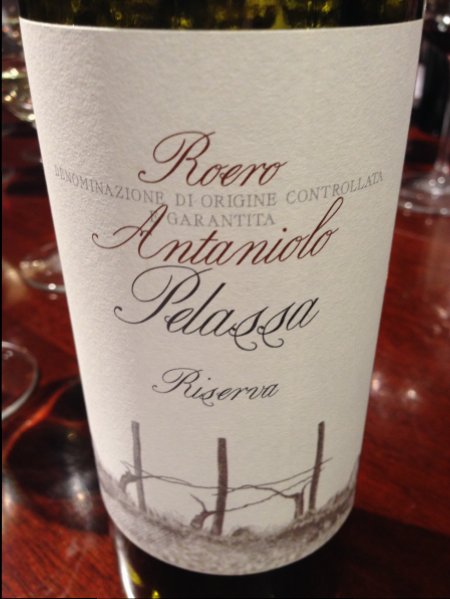 Roero
DENOMINAZIONE DI ORIGINE CONTROLLATA
E GARANTITA
Antaniolo
Pelassa
Riserva